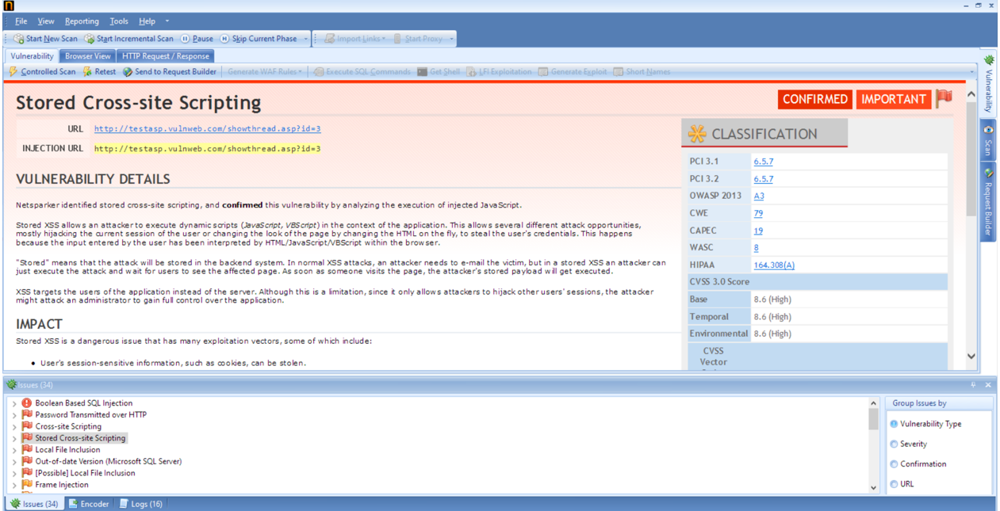 File View Reporting Tools Help
Start New Scan Start Incremental Scan Pause Skip Current Phase Import Links Start Proxy
Vulnerability Browser View HTTP Request / Response
Controlled Scan Retest Send to Request Builder Generate WAF Rules Execute SQL Commands Get Shell LFI Exploitation Generate Exploit Short Names
Stored Cross-site Scripting
CONFIRMED IMPORTANT
URL http://testasp.vulnweb.com/showthread.asp?id=3
INJECTION URL http://testasp.vulnweb.com/showthread.asp?id=3
VULNERABILITY DETAILS
Netsparker identified stored cross-site scripting, and confirmed this vulnerability by analyzing the execution of injected JavaScript.
Stored XSS allows an attacker to execute dynamic scripts (JavaScript, VBScript) in the context of the application. This allows several different attack opportunities,
mostly hijacking the current session of the user or changing the look of the page by changing the HTML on the fly, to steal the user's credentials. This happens
because the input entered by the user has been interpreted by HTML/JavaScript/VBScript within the browser.
"Stored" means that the attack will be stored in the backend system. In normal XSS attacks, an attacker needs to e-mail the victim, but in a stored XSS an attacker can
just execute the attack and wait for users to see the affected page. As soon as someone visits the page, the attacker's stored payload will get executed.
XSS targets the users of the application instead of the server. Although this is a limitation, since it only allows attackers to hijack other users' sessions, the attacker
might attack an administrator to gain full control over the application.
IMPACT
Stored XSS is a dangerous issue that has many exploitation vectors, some of which include:
• User's session-sensitive information, such as cookies, can be stolen.
CLASSIFICATION
PCI 3.1 6.5.7
PCI 3.2 6.5.7
OWASP 2013 A3
CWE 79
CAPEC 19
WASC 8
HIPAA 164.308(A)
CVSS 3.0 Score
Base 8.6 (High)
Temporal 8.6 (High)
Environmental 8.6 (High)
CVSS
Vector
Vulnerability
Scan
Request Builder
Issues (34)
Boolean Based SQL Injection
Password Transmitted over HTTP
Cross-site Scripting
Stored Cross-site Scripting
Local File Inclusion
Out-of-date Version (Microsoft SQL Server)
[Possible] Local File Inclusion
Frame Injection
Group Issues by
Vulnerability Type
Severity
Confirmation
URL
Issues (34) Encoder Logs (16)